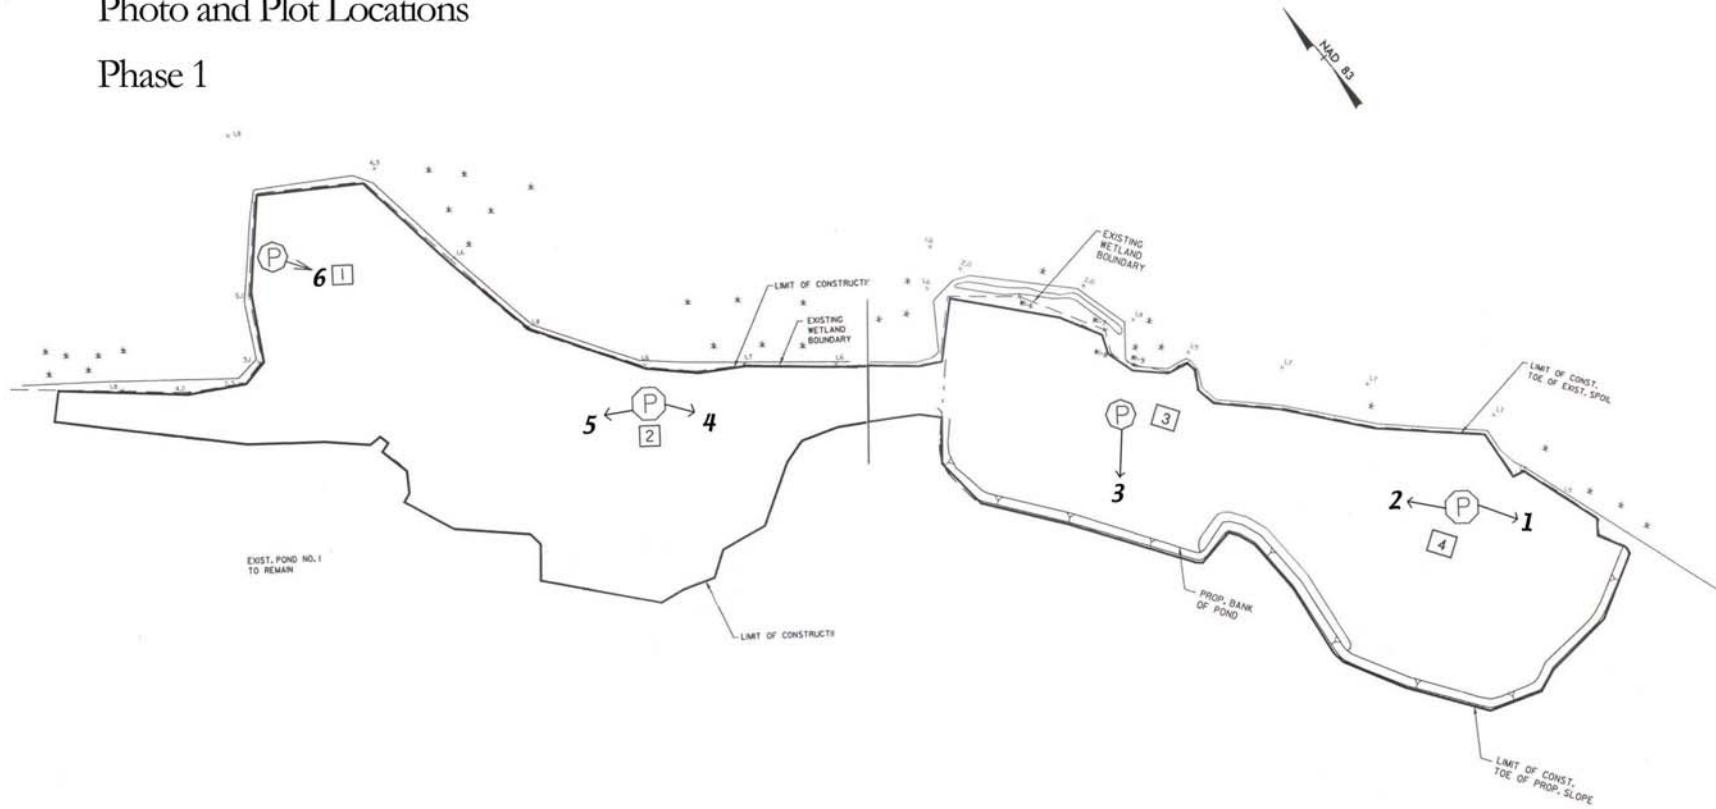 Photo and Plot Locations
Phase 1
NAD 83
EXISTING
WETLAND
BOUNDARY
LIMIT OF CONSTRUCTI
EXISTING
WETLAND
BOUNDARY
P
6
1
P
5
4
2
P
3
3
LIMIT OF CONST.
TOE OF EXIST. SPOIL
P
2
1
4
EXIST. POND NO. 1
TO REMAIN
LIMIT OF CONSTRUCTI
PROP. BANK
OF POND
LIMIT OF CONST.
TOE OF PROP. SLOPE